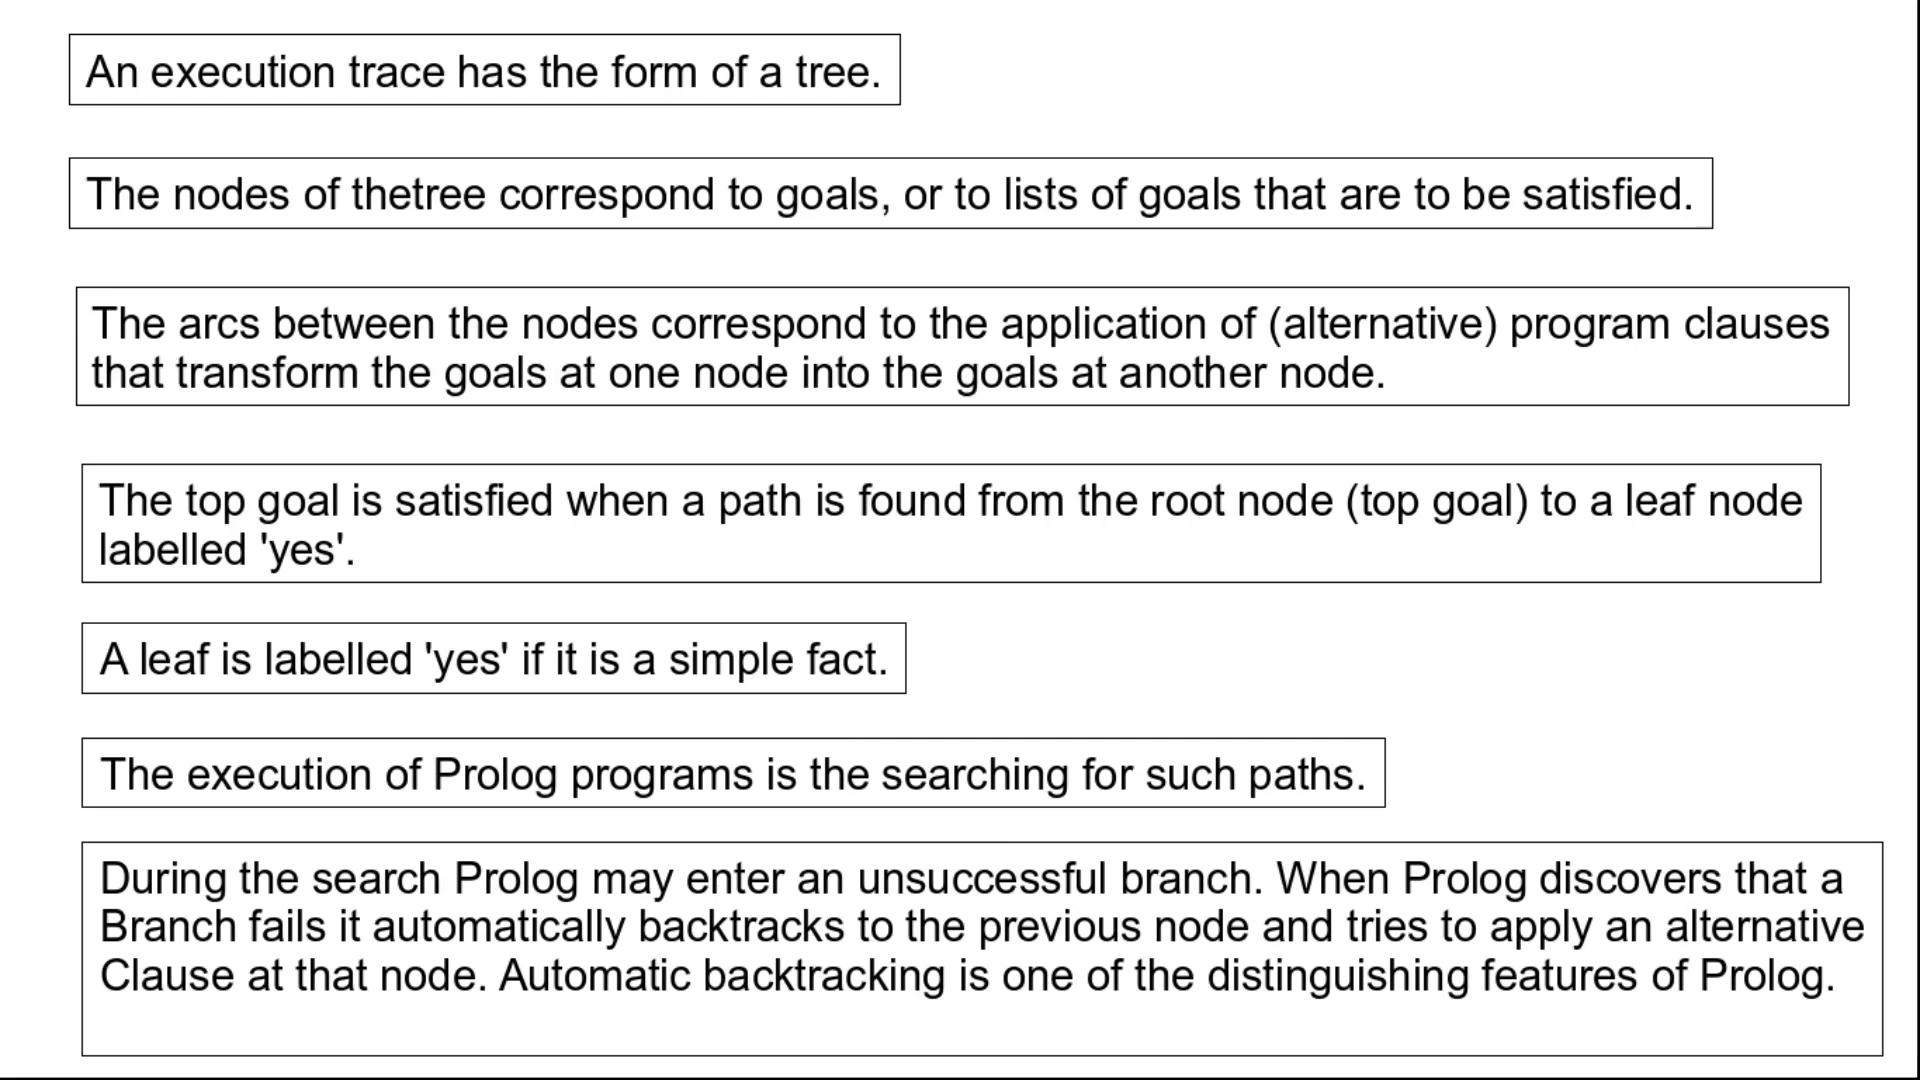 An execution trace has the form of a tree.
The nodes of thetree correspond to goals, or to lists of goals that are to be satisfied.
The arcs between the nodes correspond to the application of (alternative) program clauses
that transform the goals at one node into the goals at another node.
The top goal is satisfied when a path is found from the root node (top goal) to a leaf node
labelled 'yes'.
A leaf is labelled 'yes' if it is a simple fact.
The execution of Prolog programs is the searching for such paths.
During the search Prolog may enter an unsuccessful branch. When Prolog discovers that a
Branch fails it automatically backtracks to the previous node and tries to apply an alternative
Clause at that node. Automatic backtracking is one of the distinguishing features of Prolog.